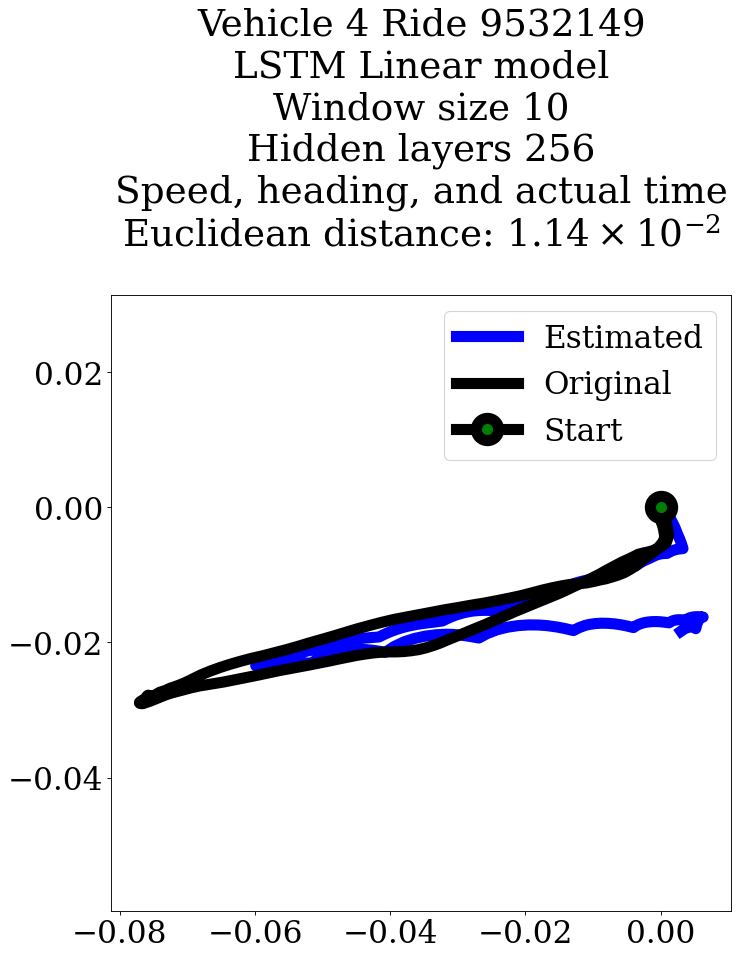 Vehicle 4 Ride 9532149
LSTM Linear model
Window size 10
Hidden layers 256
Speed, heading, and actual time
Euclidean distance: 1.14 × 10⁻²
Estimated
Original
Start
0.02
0.00
−0.02
−0.04
−0.08
−0.06
−0.04
−0.02
0.00